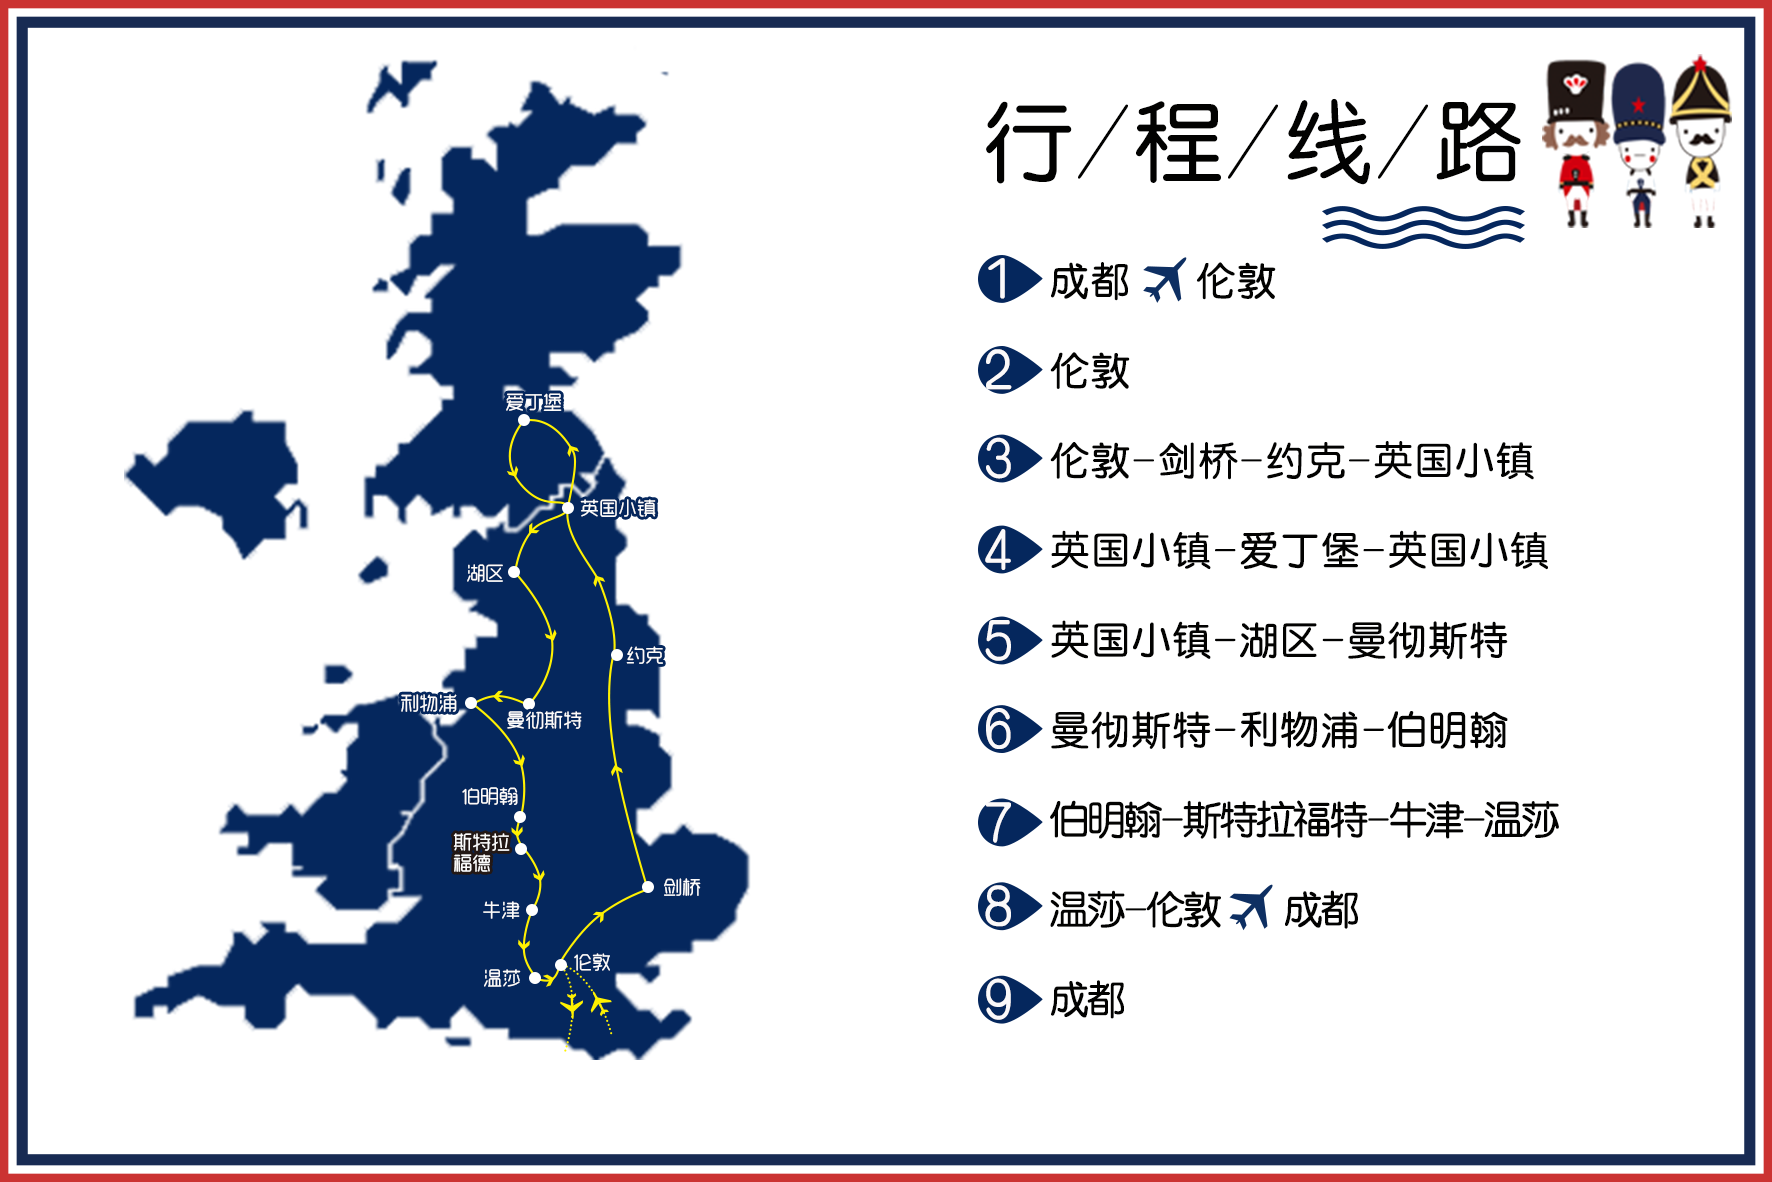 行/程/线/路
1 成都 伦敦
2 伦敦
3 伦敦-剑桥-约克-英国小镇
4 英国小镇-爱丁堡-英国小镇
5 英国小镇-湖区-曼彻斯特
6 曼彻斯特-利物浦-伯明翰
7 伯明翰-斯特拉福特-牛津-温莎
8 温莎-伦敦 成都
9 成都
爱丁堡
英国小镇
湖区
约克
利物浦
曼彻斯特
伯明翰
斯特拉
福德
剑桥
牛津
伦敦
温莎